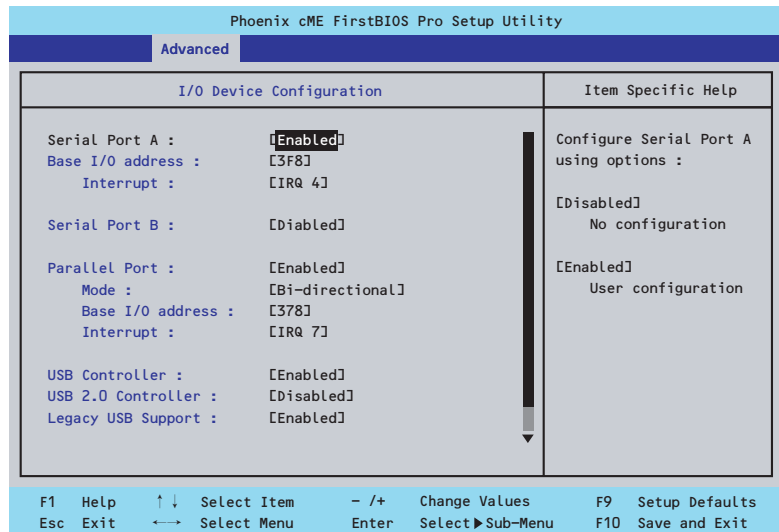 Phoenix cME FirstBIOS Pro Setup Utility
Advanced
I/O Device Configuration
Item Specific Help
Serial Port A : [Enabled]
Base I/O address : [3F8]
Interrupt : [IRQ 4]
Serial Port B : [Diabled]
Parallel Port : [Enabled]
Mode : [Bi-directional]
Base I/O address : [378]
Interrupt : [IRQ 7]
USB Controller : [Enabled]
USB 2.0 Controller : [Disabled]
Legacy USB Support : [Enabled]
Configure Serial Port A
using options :
[Disabled]
No configuration
[Enabled]
User configuration
F1 Help ↑↓ Select Item - /+ Change Values F9 Setup Defaults
Esc Exit ←→ Select Menu Enter Select ▶ Sub-Menu F10 Save and Exit